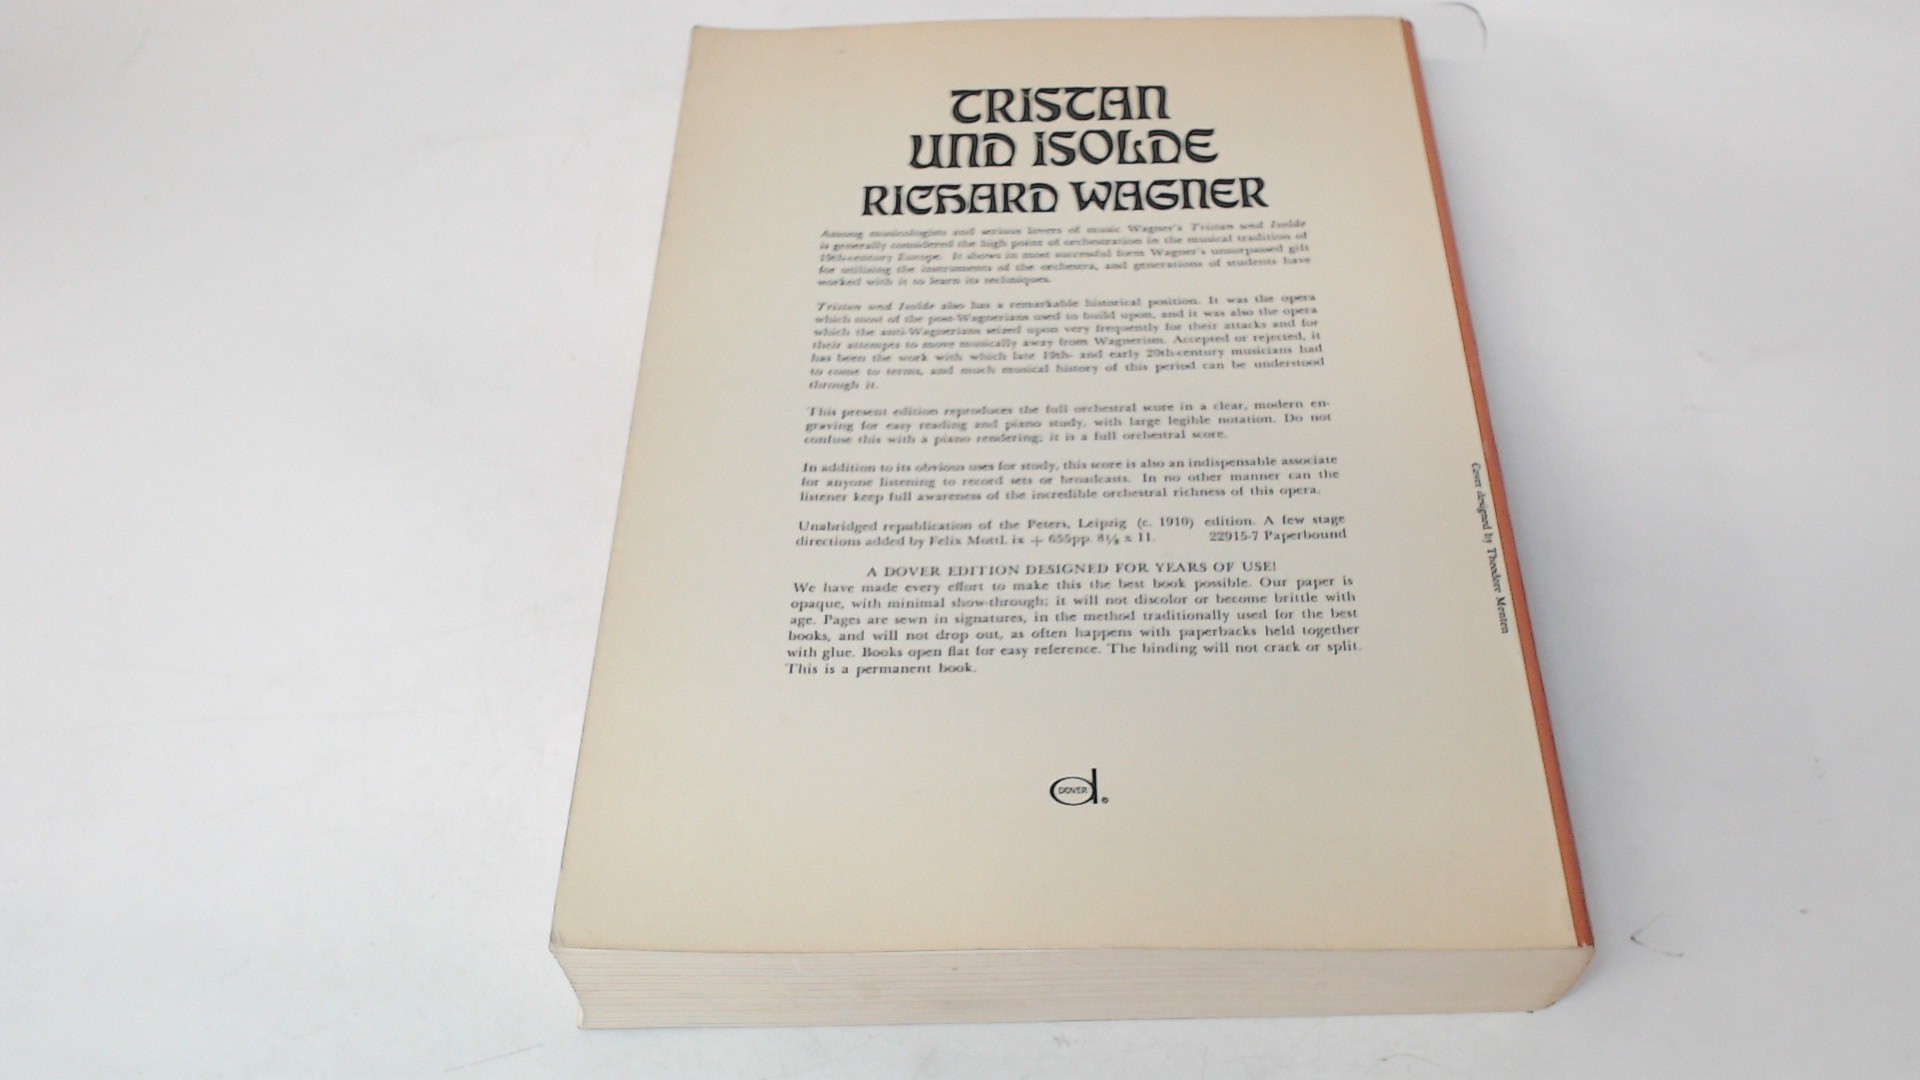 TRISTAN
UND ISOLDE
RICHARD WAGNER
Among musicologists and serious lovers of music Wagner's Tristan und Isolde
is generally considered the high point of orchestration in the musical tradition of
19th-century Europe. It shows in most successful form Wagner's unsurpassed gift
for utilizing the instruments of the orchestra, and generations of students have
worked with it to learn its techniques.
Tristan und Isolde also has a remarkable historical position. It was the opera
which most of the post-Wagnerians used to build upon, and it was also the opera
which the anti-Wagnerians seized upon very frequently for their attacks and for
their attempts to move musically away from Wagnerism. Accepted or rejected, it
has been the work with which late 19th- and early 20th-century musicians had
to come to terms, and much musical history of this period can be understood
through it.
This present edition reproduces the full orchestral score in a clear, modern en-
graving for easy reading and piano study, with large legible notation. Do not
confuse this with a piano rendering; it is a full orchestral score.
In addition to its obvious uses for study, this score is also an indispensable associate
for anyone listening to record sets or broadcasts. In no other manner can the
listener keep full awareness of the incredible orchestral richness of this opera.
Unabridged republication of the Peters, Leipzig (c. 1910) edition. A few stage
directions added by Felix Mottl. ix + 655pp. 8¼ x 11. 22915-7 Paperbound
A DOVER EDITION DESIGNED FOR YEARS OF USE!
We have made every effort to make this the best book possible. Our paper is
opaque, with minimal show-through; it will not discolor or become brittle with
age. Pages are sewn in signatures, in the method traditionally used for the best
books, and will not drop out, as often happens with paperbacks held together
with glue. Books open flat for easy reference. The binding will not crack or split.
This is a permanent book.
DOVER
d®
Cover designed by Theodore Menten